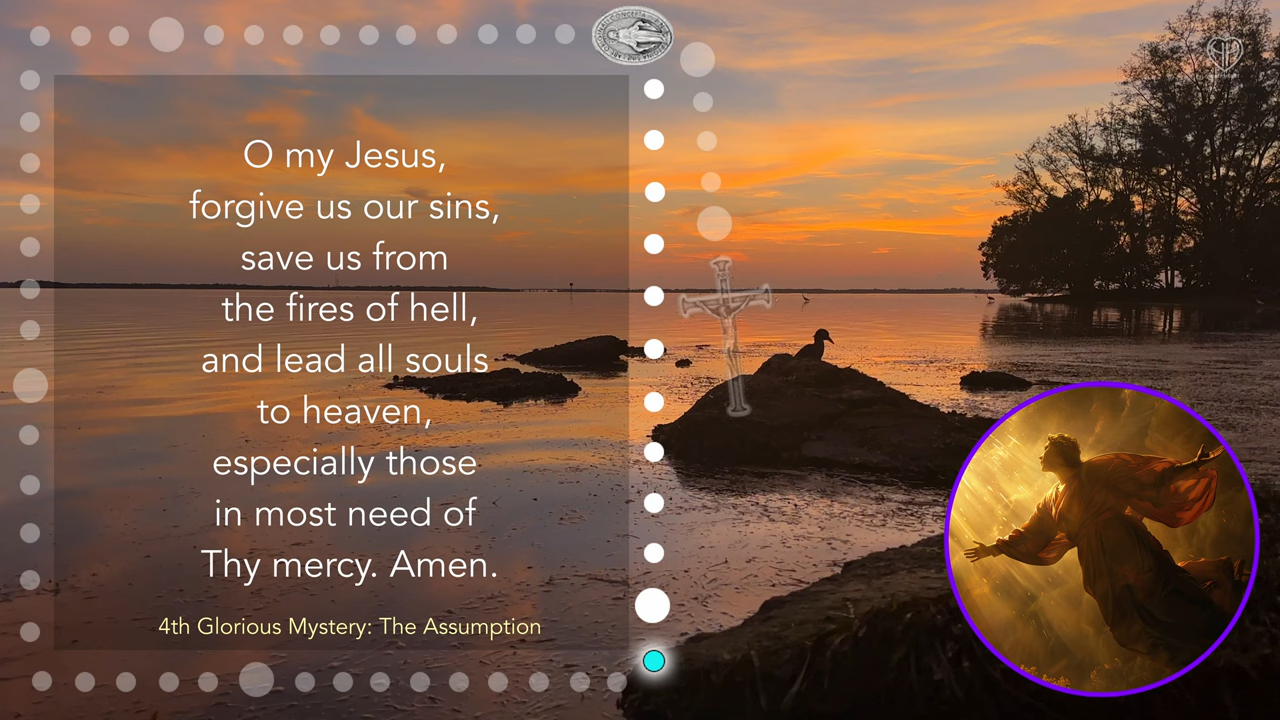 O my Jesus,
forgive us our sins,
save us from
the fires of hell,
and lead all souls
to heaven,
especially those
in most need of
Thy mercy. Amen.
4th Glorious Mystery: The Assumption